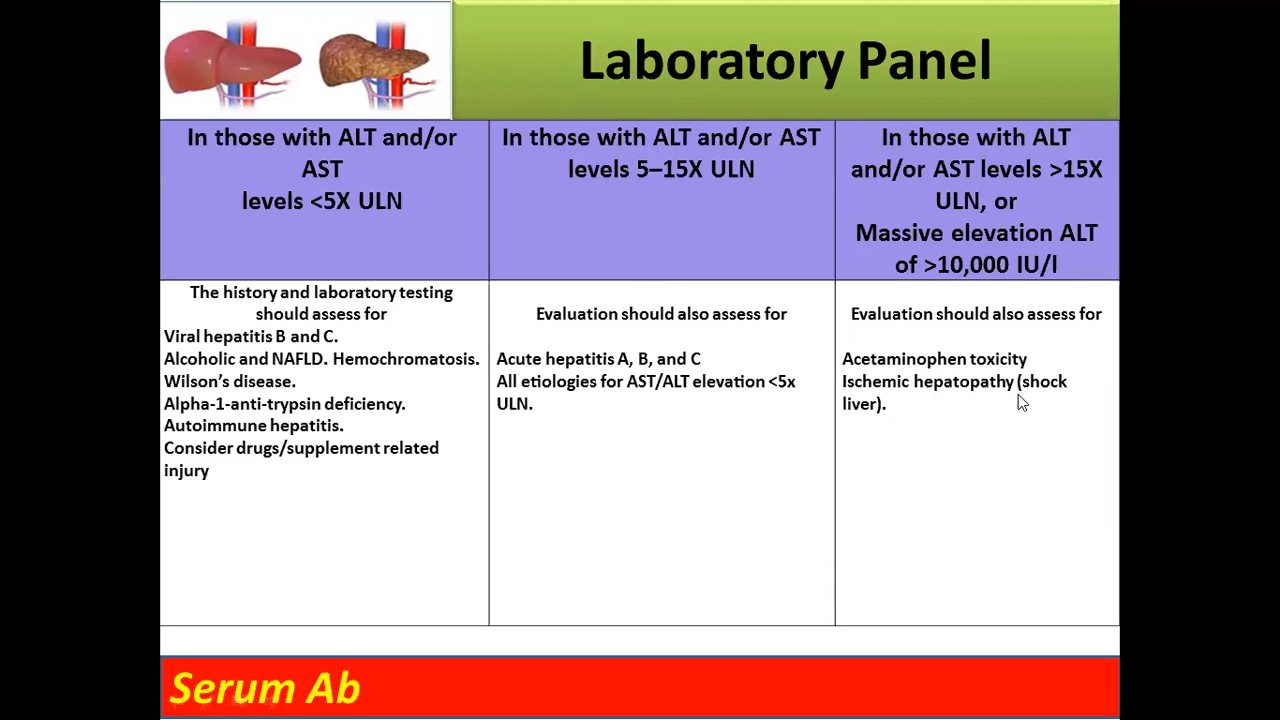 Laboratory Panel
In those with ALT and/or
AST
levels <5X ULN
In those with ALT and/or AST
levels 5–15X ULN
In those with ALT
and/or AST levels >15X
ULN, or
Massive elevation ALT
of >10,000 IU/l
The history and laboratory testing
should assess for
Viral hepatitis B and C.
Alcoholic and NAFLD. Hemochromatosis.
Wilson’s disease.
Alpha-1-anti-trypsin deficiency.
Autoimmune hepatitis.
Consider drugs/supplement related
injury
Evaluation should also assess for
Acute hepatitis A, B, and C
All etiologies for AST/ALT elevation <5x
ULN.
Evaluation should also assess for
Acetaminophen toxicity
Ischemic hepatopathy (shock
liver).
Serum Ab